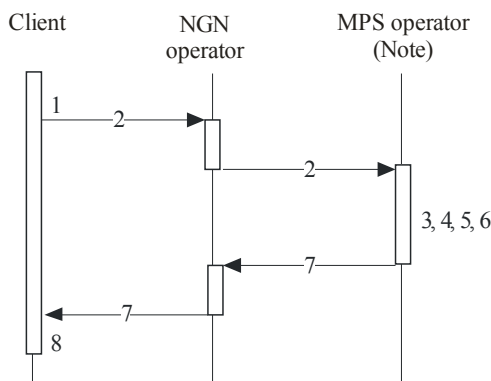 Client
NGN
operator
MPS operator
(Note)
1
2
2
3, 4, 5, 6
7
7
8